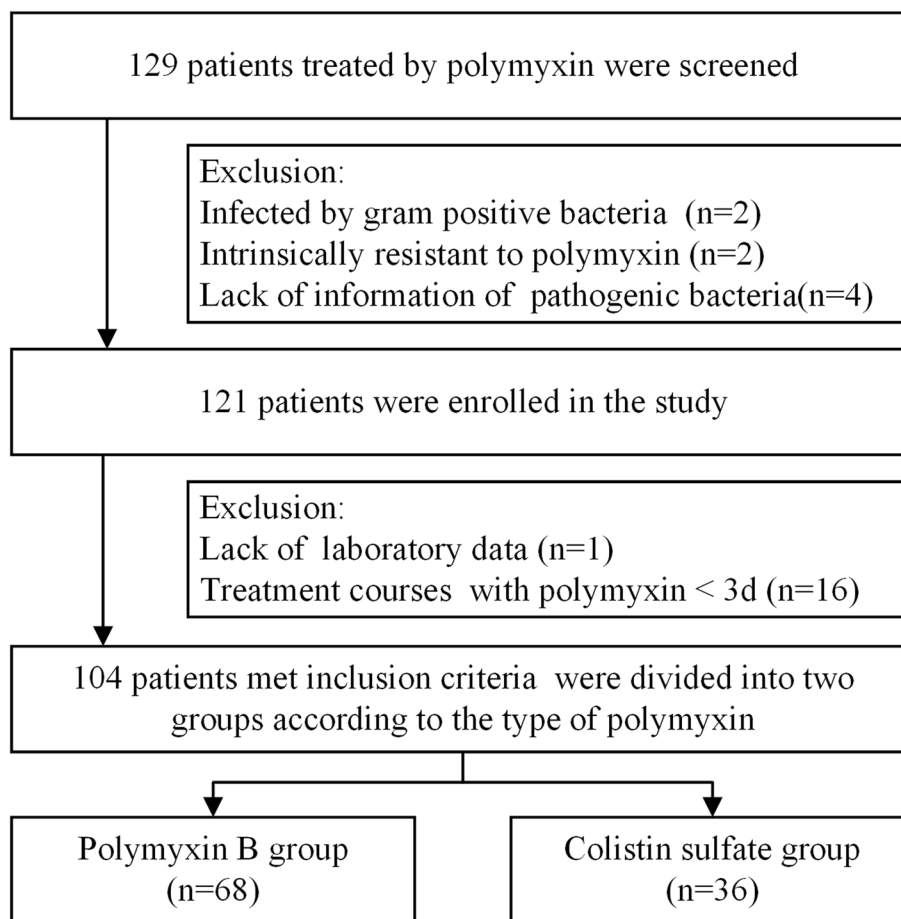 129 patients treated by polymyxin were screened
Exclusion:
Infected by gram positive bacteria (n=2)
Intrinsically resistant to polymyxin (n=2)
Lack of information of pathogenic bacteria(n=4)
121 patients were enrolled in the study
Exclusion:
Lack of laboratory data (n=1)
Treatment courses with polymyxin < 3d (n=16)
104 patients met inclusion criteria were divided into two
groups according to the type of polymyxin
Polymyxin B group
(n=68)
Colistin sulfate group
(n=36)